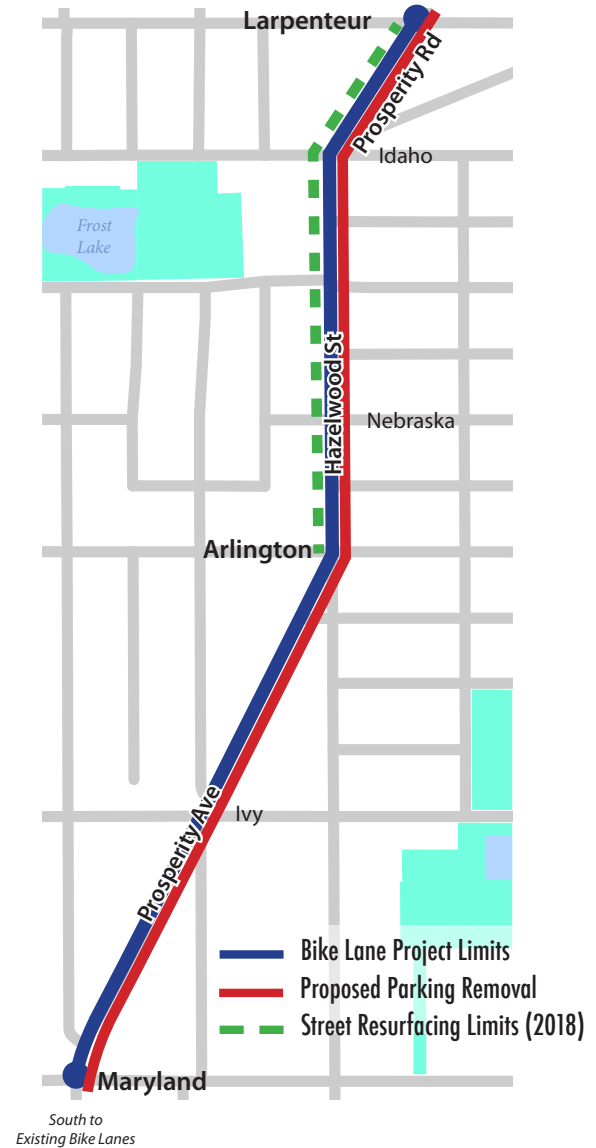 Larpenteur
Prosperity Rd
Idaho
Frost
Lake
Hazelwood St
Nebraska
Arlington
Ivy
Prosperity Ave
Bike Lane Project Limits
Proposed Parking Removal
Street Resurfacing Limits (2018)
Maryland
South to
Existing Bike Lanes